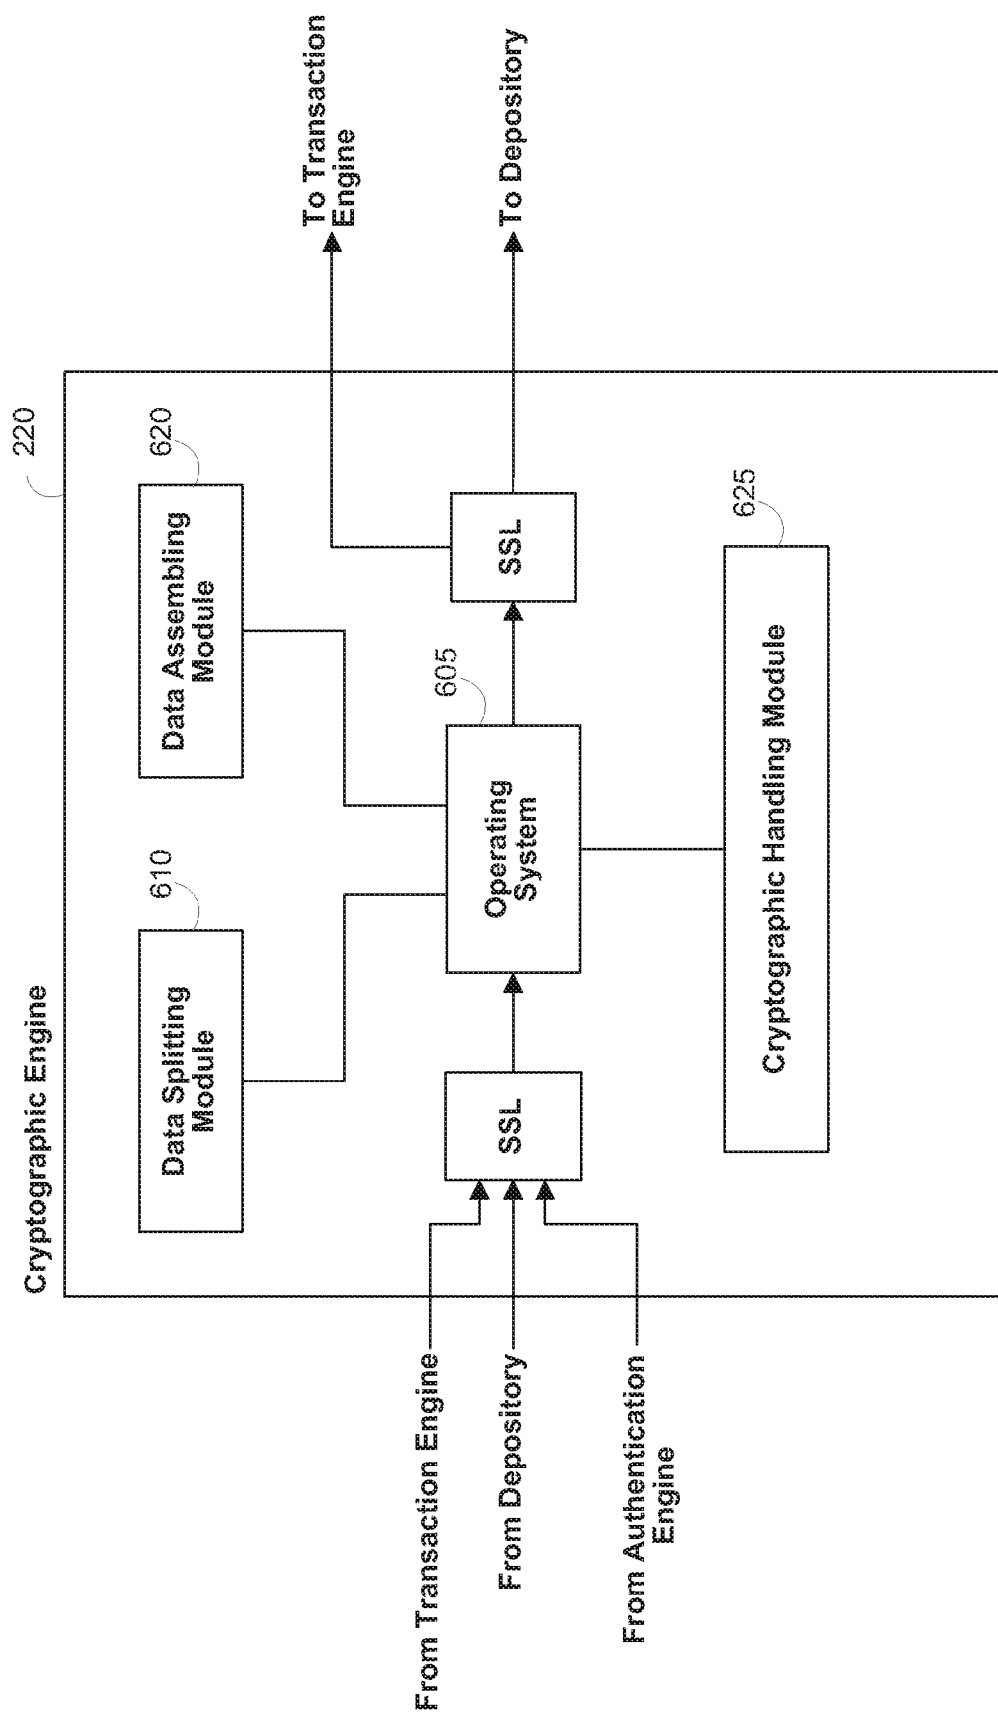 Cryptographic Engine
220
Data Splitting
Module
610
Data Assembling
Module
620
From Transaction Engine
From Depository
From Authentication
Engine
SSL
Operating
System
605
SSL
To Transaction
Engine
To Depository
Cryptographic Handling Module
625